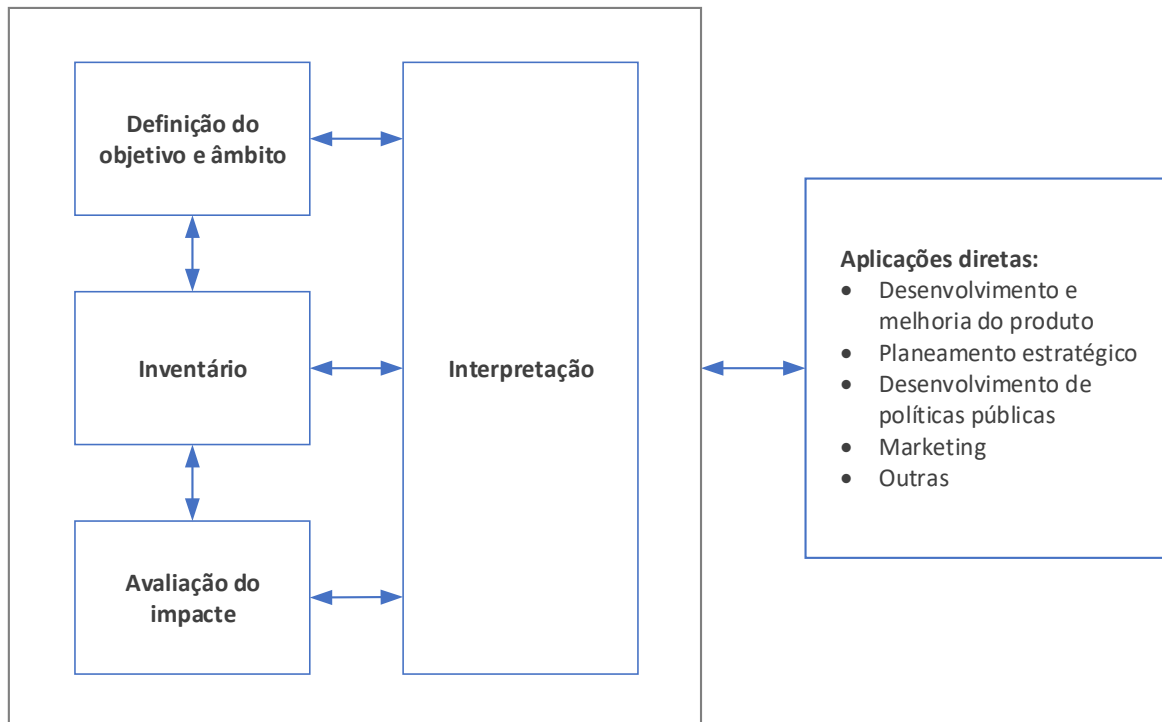 Definição do
objetivo e âmbito
Inventário
Avaliação do
impacte
Interpretação
Aplicações diretas:
• Desenvolvimento e
melhoria do produto
• Planeamento estratégico
• Desenvolvimento de
políticas públicas
• Marketing
• Outras